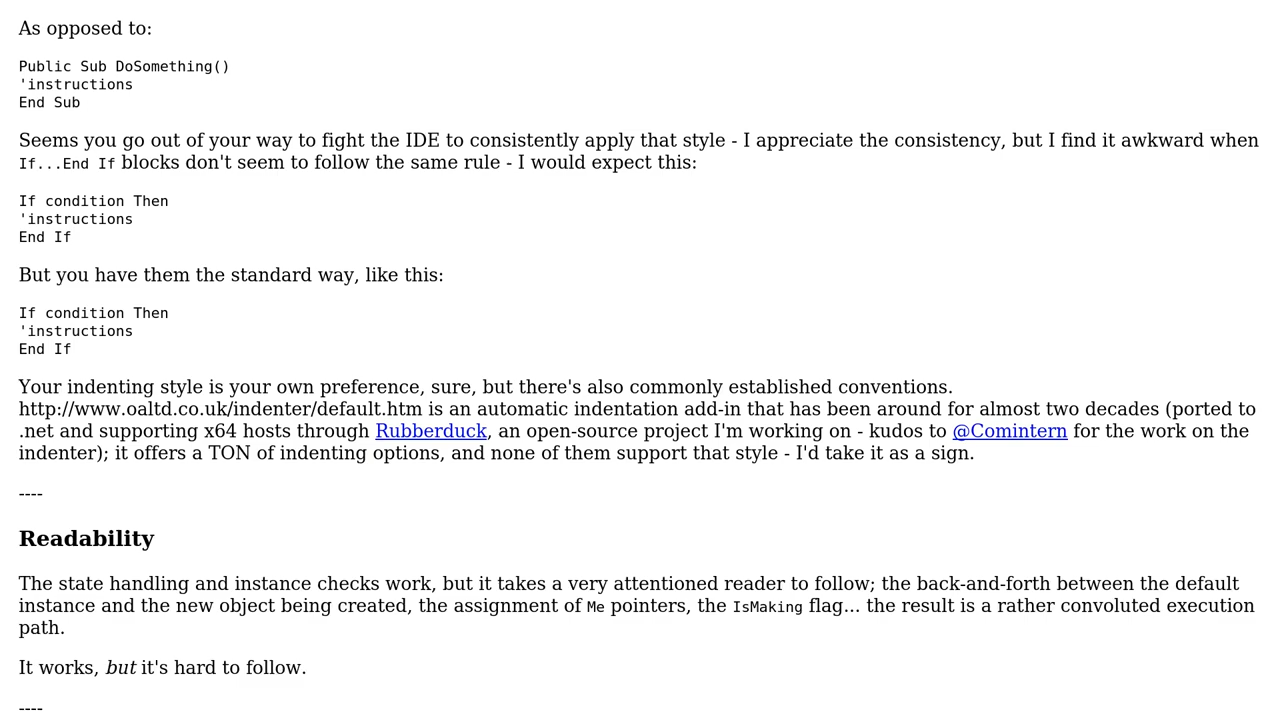 As opposed to:
Public Sub DoSomething()
'instructions
End Sub
Seems you go out of your way to fight the IDE to consistently apply that style - I appreciate the consistency, but I find it awkward when
If...End If blocks don't seem to follow the same rule - I would expect this:
If condition Then
'instructions
End If
But you have them the standard way, like this:
If condition Then
'instructions
End If
Your indenting style is your own preference, sure, but there's also commonly established conventions.
http://www.oaltd.co.uk/indenter/default.htm is an automatic indentation add-in that has been around for almost two decades (ported to
.net and supporting x64 hosts through Rubberduck, an open-source project I'm working on - kudos to @Comintern for the work on the
indenter); it offers a TON of indenting options, and none of them support that style - I'd take it as a sign.
----
Readability
The state handling and instance checks work, but it takes a very attentioned reader to follow; the back-and-forth between the default
instance and the new object being created, the assignment of Me pointers, the IsMaking flag... the result is a rather convoluted execution
path.
It works, but it's hard to follow.
----